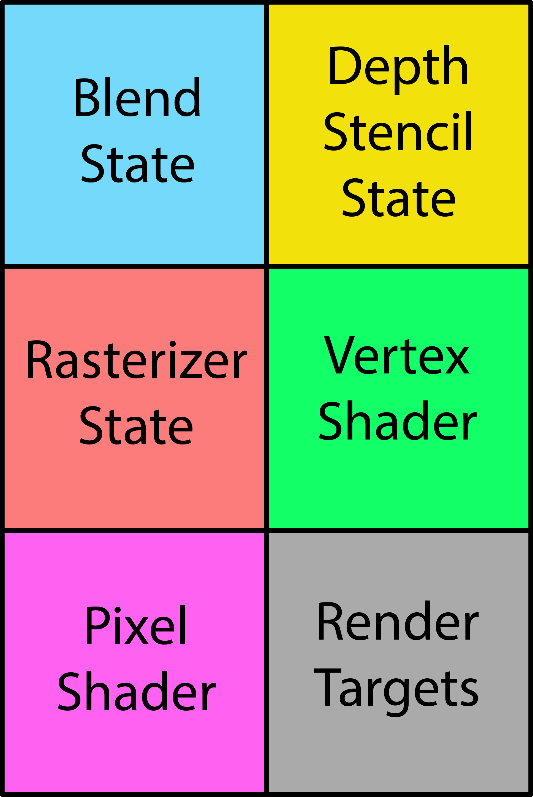 Blend
State
Depth
Stencil
State
Rasterizer
State
Vertex
Shader
Pixel
Shader
Render
Targets